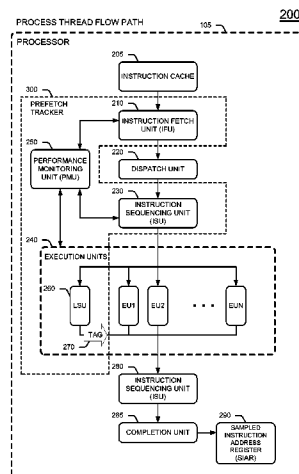 200
PROCESS THREAD FLOW PATH
105
PROCESSOR
205
INSTRUCTION CACHE
300
PREFETCH
TRACKER
210
INSTRUCTION FETCH
UNIT (IFU)
250
PERFORMANCE
MONITORING
UNIT (PMU)
220
DISPATCH UNIT
230
INSTRUCTION
SEQUENCING UNIT
(ISU)
240
EXECUTION UNITS
260
LSU
EU1
EU2
• • •
EUN
TAG
270
280
INSTRUCTION
SEQUENCING UNIT
(ISU)
285
COMPLETION UNIT
290
SAMPLED
INSTRUCTION
ADDRESS
REGISTER
(SIAR)